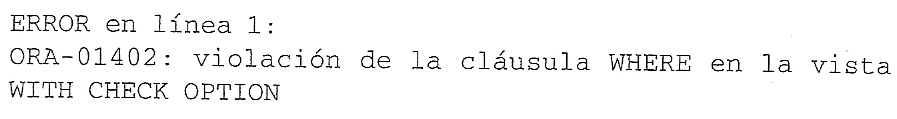 ERROR en línea 1:
ORA-01402: violación de la cláusula WHERE en la vista
WITH CHECK OPTION